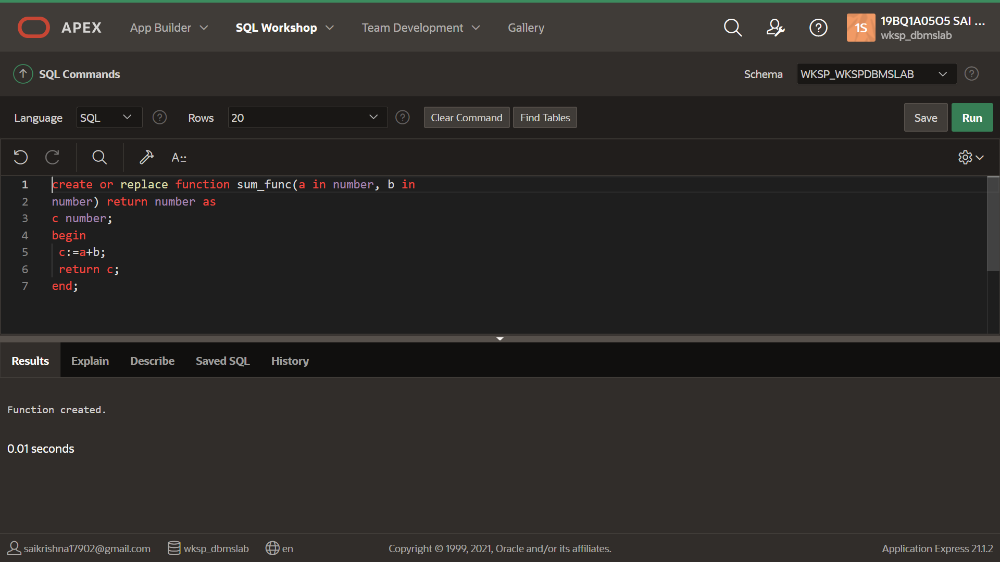 APEX App Builder SQL Workshop Team Development Gallery 1S 19BQ1A05O5 SAI ...
wksp_dbmslab
SQL Commands Schema WKSP_WKSPDBMSLAB
Language SQL Rows 20 Clear Command Find Tables Save Run
A::
1 create or replace function sum_func(a in number, b in
2 number) return number as
3 c number;
4 begin
5 c:=a+b;
6 return c;
7 end;
Results Explain Describe Saved SQL History
Function created.
0.01 seconds
saikrishna17902@gmail.com wksp_dbmslab en Copyright © 1999, 2021, Oracle and/or its affiliates. Application Express 21.1.2